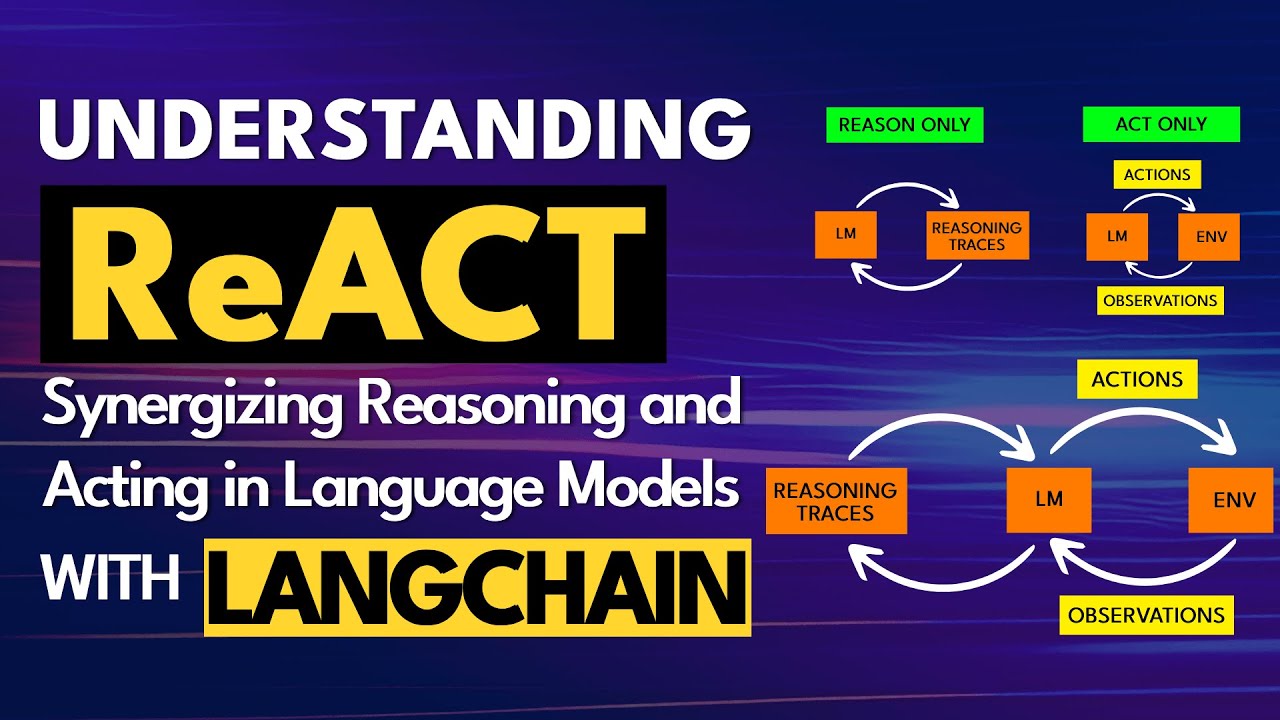 UNDERSTANDING
ReACT
Synergizing Reasoning and
Acting in Language Models
WITH LANGCHAIN
REASON ONLY
LM
REASONING
TRACES
ACT ONLY
ACTIONS
LM
ENV
OBSERVATIONS
ACTIONS
REASONING
TRACES
LM
ENV
OBSERVATIONS